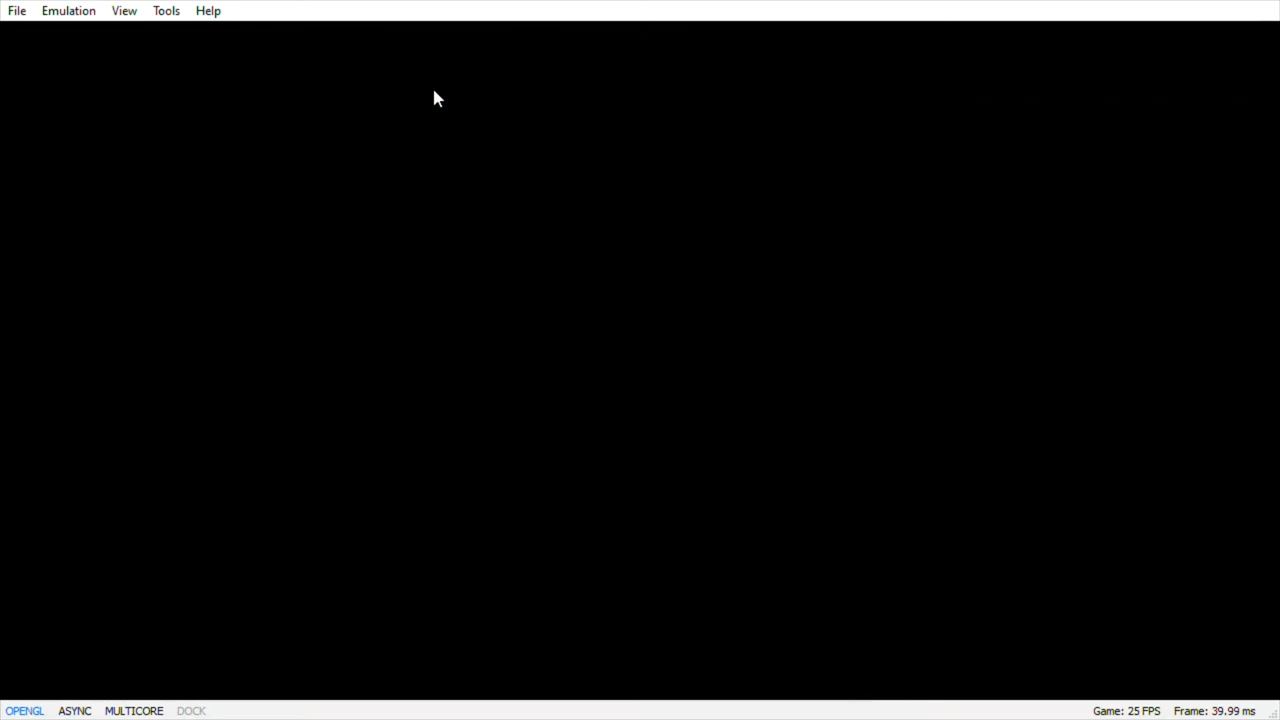 File Emulation View Tools Help
OPENGL ASYNC MULTICORE DOCK Game: 25 FPS Frame: 39.99 ms